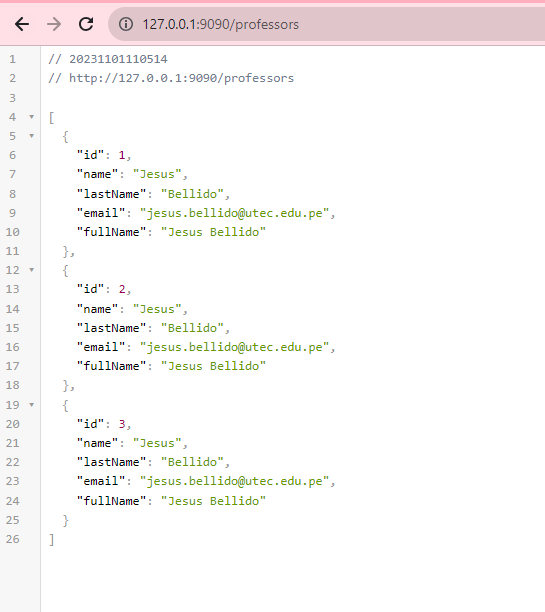 127.0.0.1:9090/professors
1 // 20231101110514
2 // http://127.0.0.1:9090/professors
3
4 [
5 {
6 "id": 1,
7 "name": "Jesus",
8 "lastName": "Bellido",
9 "email": "jesus.bellido@utec.edu.pe",
10 "fullName": "Jesus Bellido"
11 },
12 {
13 "id": 2,
14 "name": "Jesus",
15 "lastName": "Bellido",
16 "email": "jesus.bellido@utec.edu.pe",
17 "fullName": "Jesus Bellido"
18 },
19 {
20 "id": 3,
21 "name": "Jesus",
22 "lastName": "Bellido",
23 "email": "jesus.bellido@utec.edu.pe",
24 "fullName": "Jesus Bellido"
25 }
26 ]